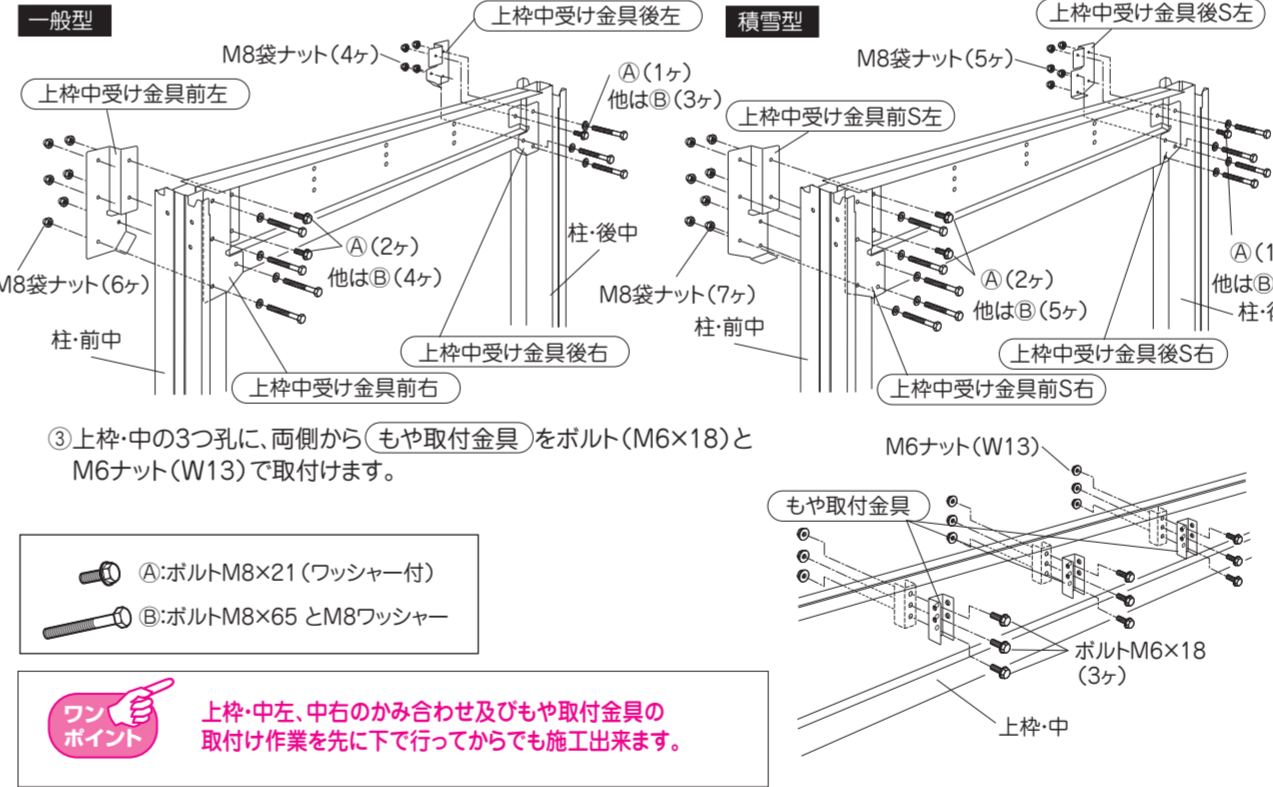 一般型
上枠中受け金具後左
M8袋ナット(4ヶ)
Ⓐ(1ヶ)
他はⒷ(3ヶ)
上枠中受け金具前左
Ⓐ(2ヶ)
他はⒷ(4ヶ)
柱・後中
M8袋ナット(6ヶ)
柱・前中
上枠中受け金具後右
上枠中受け金具前右
積雪型
上枠中受け金具後S左
M8袋ナット(5ヶ)
上枠中受け金具前S左
Ⓐ(1
他はⒷ
柱・
Ⓐ(2ヶ)
他はⒷ(5ヶ)
M8袋ナット(7ヶ)
柱・前中
上枠中受け金具後S右
上枠中受け金具前S右
③上枠・中の3つ孔に、両側から もや取付金具 をボルト(M6×18)と
M6ナット(W13)で取付けます。
Ⓐ:ボルトM8×21(ワッシャー付)
Ⓑ:ボルトM8×65 とM8ワッシャー
ワン
ポイント
上枠・中左、中右のかみ合わせ及びもや取付金具の
取付け作業を先に下で行ってからでも施工出来ます。
M6ナット(W13)
もや取付金具
ボルトM6×18
(3ヶ)
上枠・中